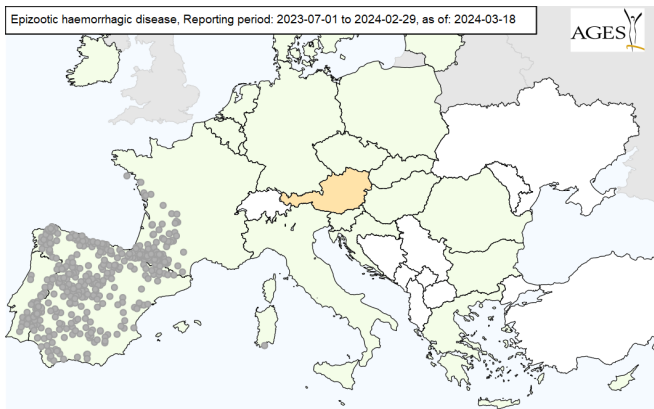 Epizootic haemorrhagic disease, Reporting period: 2023-07-01 to 2024-02-29, as of: 2024-03-18
AGES